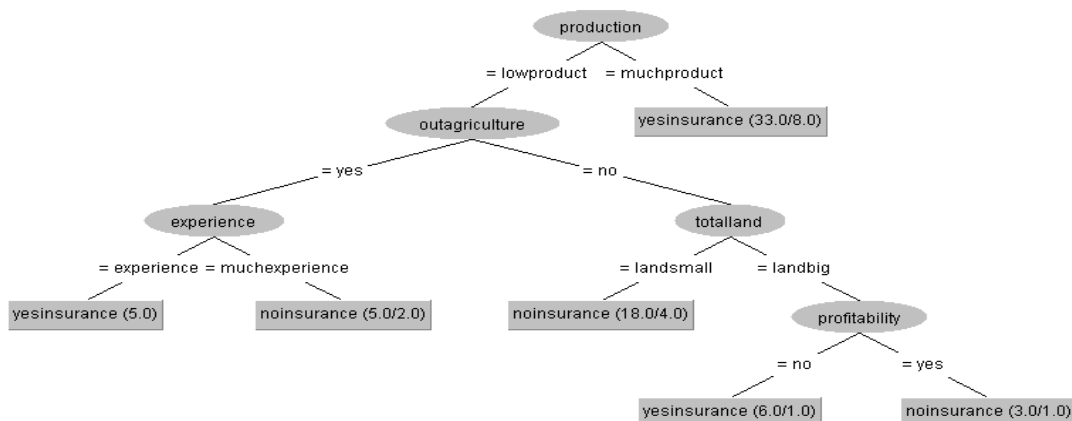 production
= lowproduct = muchproduct
outagriculture
yesinsurance (33.0/8.0)
= yes
= no
experience
totalland
= experience = muchexperience
= landsmall
= landbig
yesinsurance (5.0)
noinsurance (5.0/2.0)
noinsurance (18.0/4.0)
profitability
= no
= yes
yesinsurance (6.0/1.0)
noinsurance (3.0/1.0)